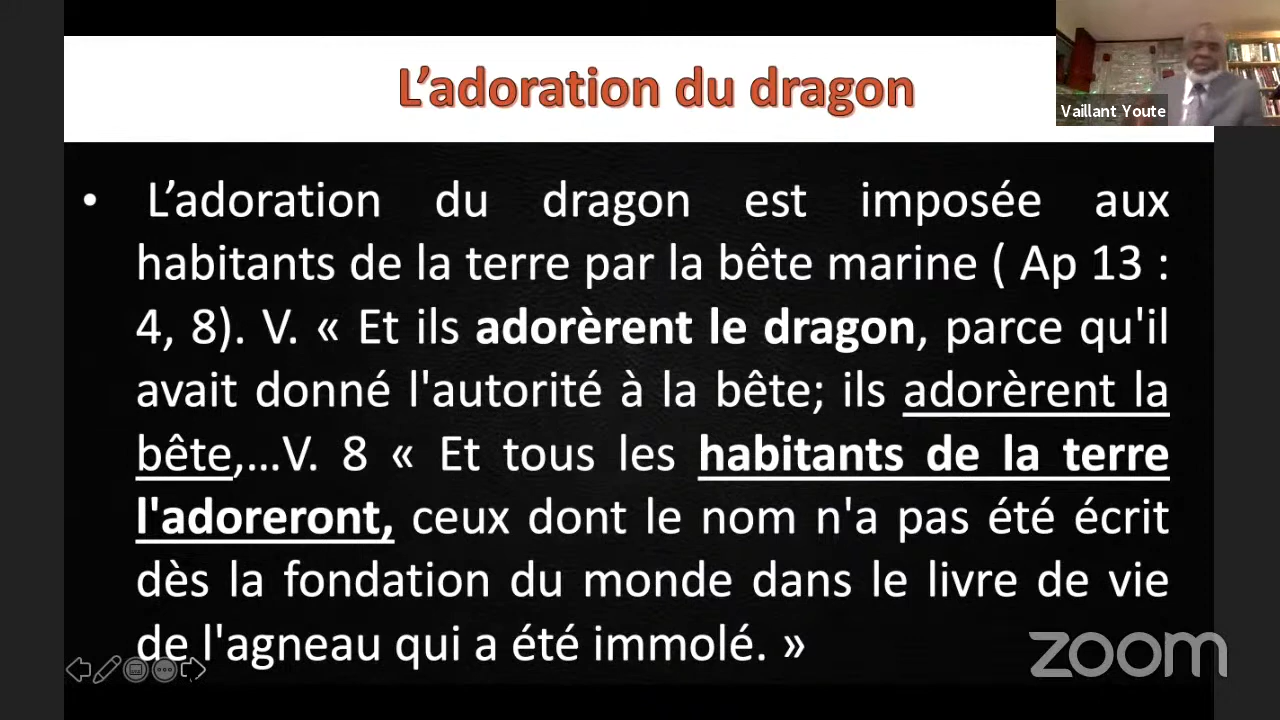 L'adoration du dragon
Vaillant Youte
• L'adoration du dragon est imposée aux
habitants de la terre par la bête marine ( Ap 13 :
4, 8). V. « Et ils adorèrent le dragon, parce qu'il
avait donné l'autorité à la bête; ils adorèrent la
bête,...V. 8 « Et tous les habitants de la terre
l'adoreront, ceux dont le nom n'a pas été écrit
dès la fondation du monde dans le livre de vie
de l'agneau qui a été immolé. »
zoom